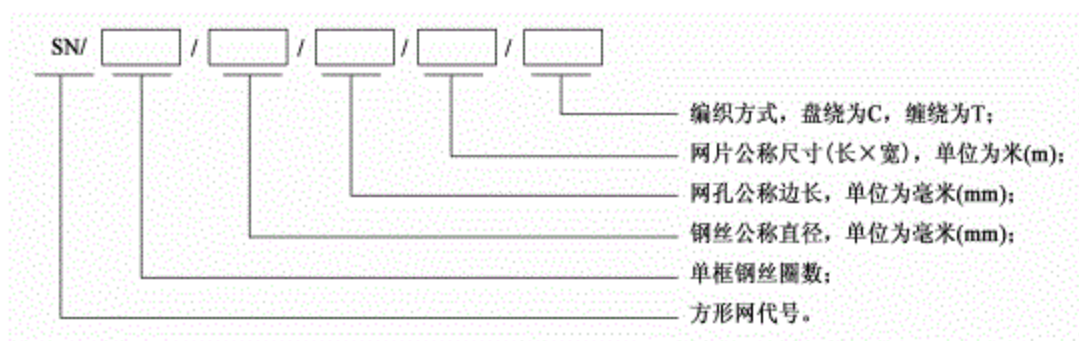 SN/ / / / /
编织方式，盘绕为C，缠绕为T；
网片公称尺寸(长×宽)，单位为米(m)；
网孔公称边长，单位为毫米(mm)；
钢丝公称直径，单位为毫米(mm)；
单框钢丝圈数；
方形网代号。